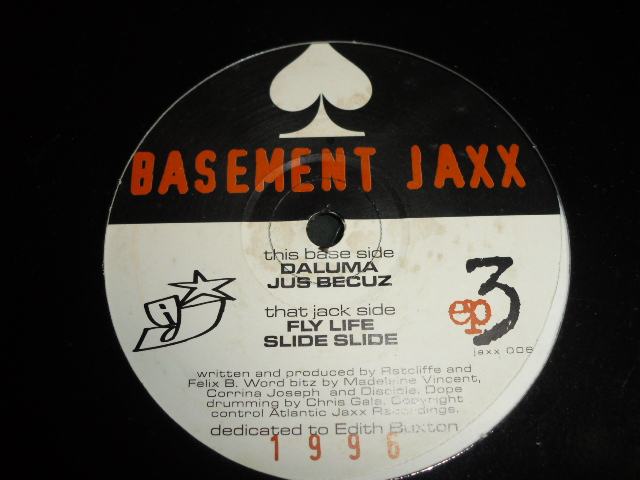 BASEMENT JAXX
this base side
DALUMA
JUS BECUZ
that jack side
FLY LIFE
SLIDE SLIDE
ep3
jaxx 006
written and produced by Ratcliffe and
Felix B. Word bitz by Madeleine Vincent,
Corrina Joseph and Disciple. Dope
drumming by Chris Gala. Copyright
control Atlantic Jaxx Recordings.
dedicated to Edith Buxton
1996